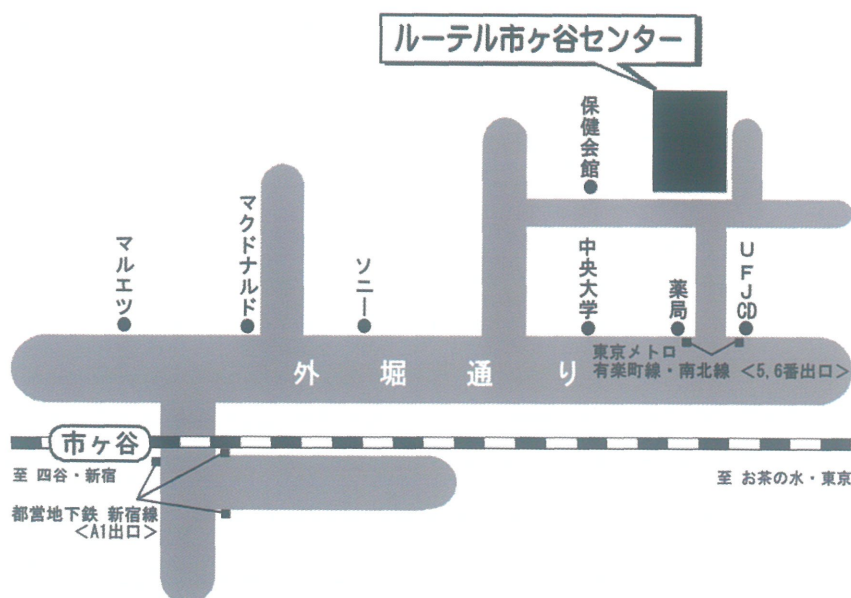 ルーテル市ヶ谷センター
保健会館
マルエツ
マクドナルド
ソニー
中央大学
薬局
UFJCD
外堀通り
東京メトロ
有楽町線・南北線 <5,6番出口>
市ヶ谷
至 四谷・新宿
至 お茶の水・東京
都営地下鉄 新宿線
<A1出口>